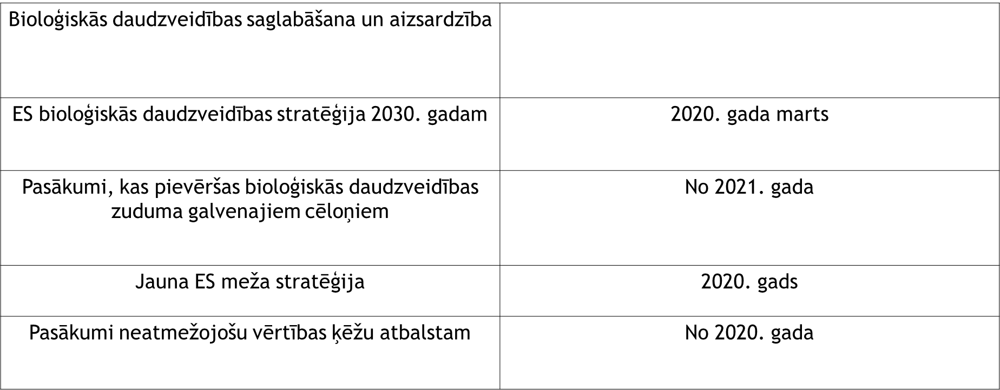 Bioloģiskās daudzveidības saglabāšana un aizsardzība
ES bioloģiskās daudzveidības stratēģija 2030. gadam
2020. gada marts
Pasākumi, kas pievēršas bioloģiskās daudzveidības
zuduma galvenajiem cēloņiem
No 2021. gada
Jauna ES meža stratēģija
2020. gads
Pasākumi neatmežojošu vērtības ķēžu atbalstam
No 2020. gada